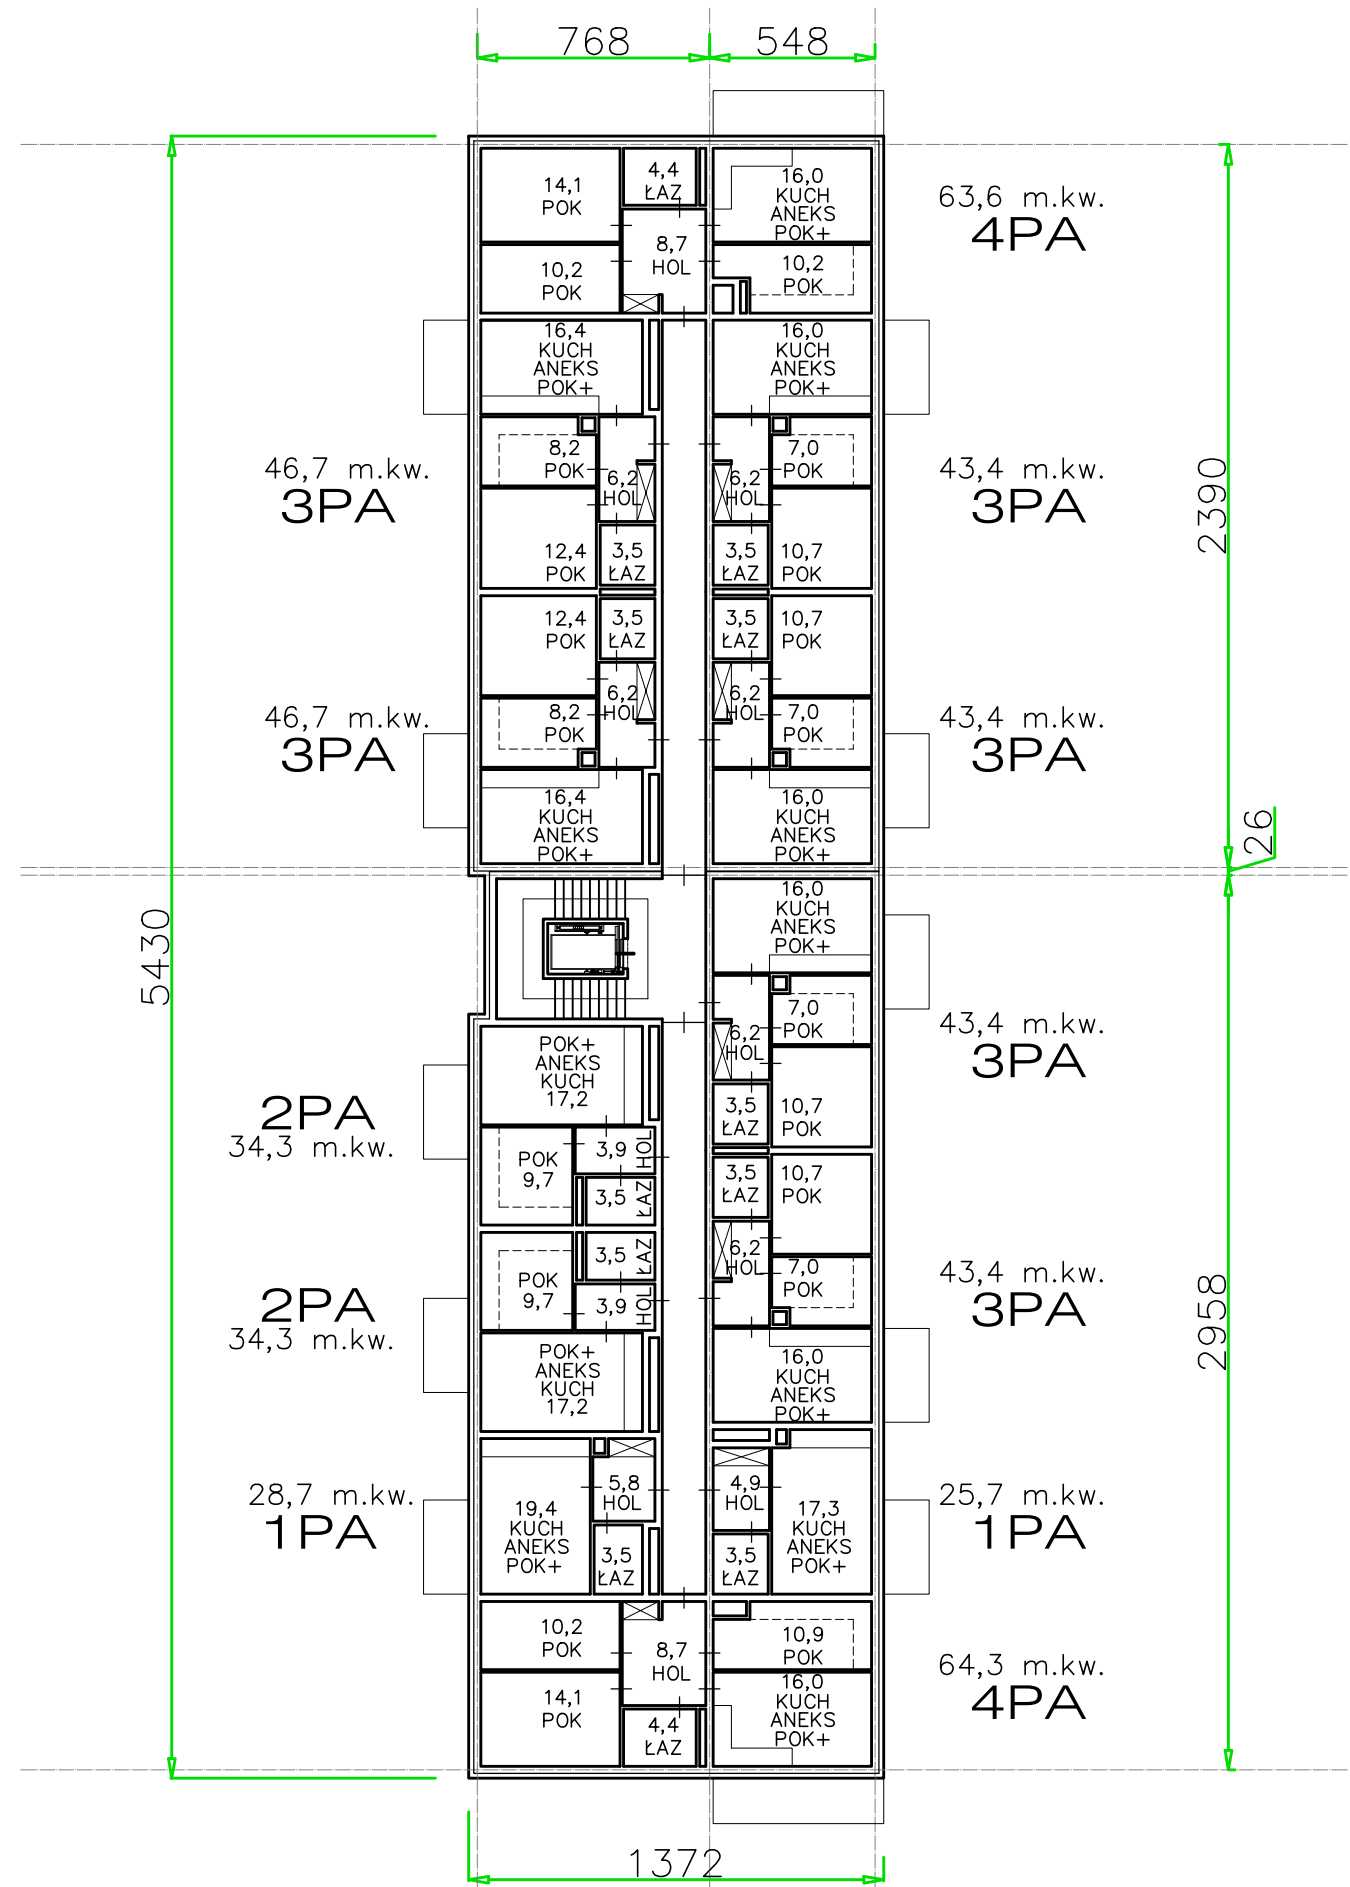 768
548
14,1
POK
4,4
ŁAZ
16,0
KUCH
ANEKS
POK+
63,6 m.kw.
4PA
8,7
HOL
10,2
POK
10,2
POK
16,4
KUCH
ANEKS
POK+
16,0
KUCH
ANEKS
POK+
46,7 m.kw.
3PA
8,2
POK
6,2
HOL
6,2
HOL
7,0
POK
43,4 m.kw.
3PA
2390
12,4
POK
3,5
ŁAZ
3,5
ŁAZ
10,7
POK
12,4
POK
3,5
ŁAZ
3,5
ŁAZ
10,7
POK
46,7 m.kw.
3PA
8,2
POK
6,2
HOL
6,2
HOL
7,0
POK
43,4 m.kw.
3PA
16,4
KUCH
ANEKS
POK+
16,0
KUCH
ANEKS
POK+
26
5430
16,0
KUCH
ANEKS
POK+
7,0
POK
6,2
HOL
43,4 m.kw.
3PA
POK+
ANEKS
KUCH
17,2
2PA
34,3 m.kw.
3,9
HOL
POK
9,7
3,5
ŁAZ
3,5
ŁAZ
10,7
POK
3,5
ŁAZ
10,7
POK
3,5
ŁAZ
POK
9,7
3,9
HOL
2PA
34,3 m.kw.
6,2
HOL
7,0
POK
43,4 m.kw.
3PA
2958
POK+
ANEKS
KUCH
17,2
16,0
KUCH
ANEKS
POK+
28,7 m.kw.
1PA
19,4
KUCH
ANEKS
POK+
5,8
HOL
4,9
HOL
17,3
KUCH
ANEKS
POK+
25,7 m.kw.
1PA
3,5
ŁAZ
3,5
ŁAZ
10,2
POK
8,7
HOL
10,9
POK
64,3 m.kw.
4PA
14,1
POK
4,4
ŁAZ
16,0
KUCH
ANEKS
POK+
1372